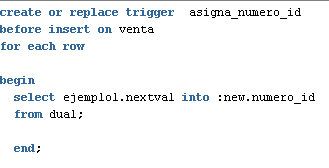 create or replace trigger asigna_numero_id
before insert on venta
for each row
begin
select ejemplo1.nextval into :new.numero_id
from dual;
end;